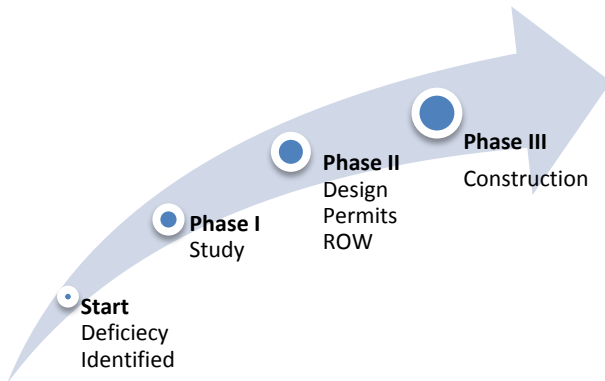 Start
Deficiecy
Identified
Phase I
Study
Phase II
Design
Permits
ROW
Phase III
Construction